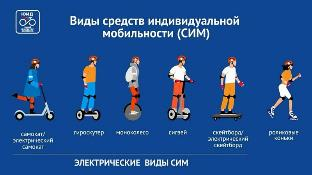 ЮИД
Виды средств индивидуальной
мобильности (СИМ)
самокат/
электрический
самокат
гироскутер
моноколесо
сигвей
скейтборд/
электрический
скейтборд
роликовые
коньки
ЭЛЕКТРИЧЕСКИЕ ВИДЫ СИМ